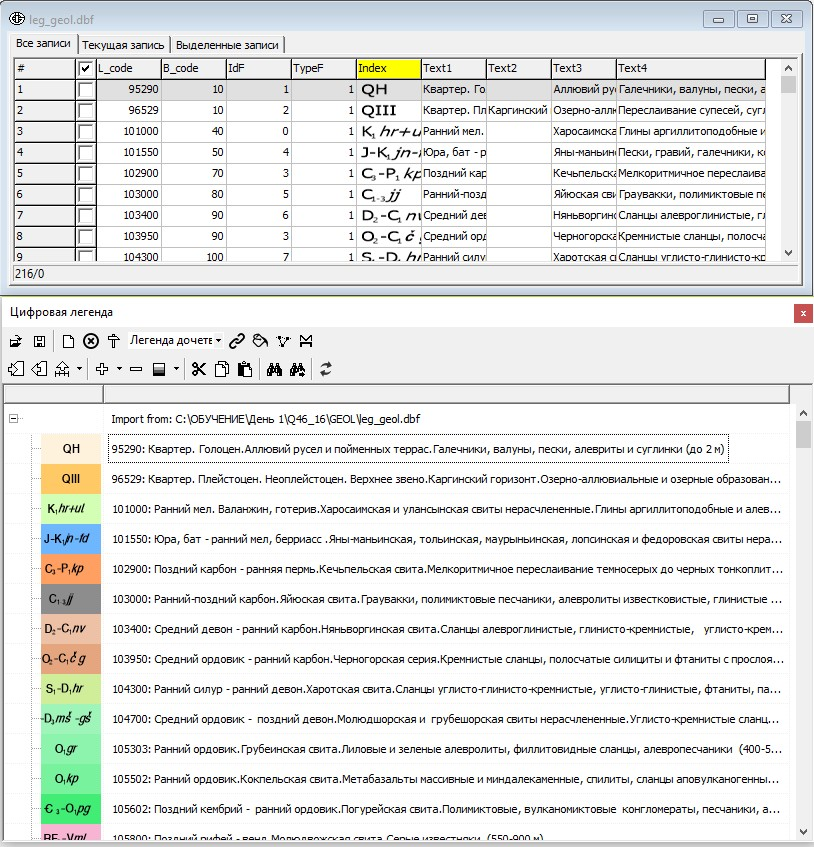 leg_geol.dbf
Все записи Текущая запись Выделенные записи
# L_code B_code IdF TypeF Index Text1 Text2 Text3 Text4
1 95290 10 1 1 QH Квартер. Го Аллювий рус Галечники, валуны, пески, а
2 96529 10 2 1 QIII Квартер. Пл Каргинский Озерно-алл Переслаивание супесей, суг
3 101000 40 0 1 K₁ hr+u Ранний мел. Харосаимска Глины аргиллитоподобные и
4 101550 50 4 1 J-K₁ jn- Юра, бат - р Яны-маньин Пески, гравий, галечники, к
5 102900 70 3 1 C₃-P₁ kp Поздний кар Кечьпельска Мелкоритмичное переслаива
6 103000 80 5 1 C₁₋₃ jj Ранний-позд Яйюская сви Граувакки, полимиктовые пе
7 103400 90 6 1 D₂-C₁ nv Средний дев Няньворгин Сланцы алевроглинистые, гл
8 103950 90 3 1 O₂-C₁ č Средний орд Черногорска Кремнистые сланцы, полосча
9 104300 100 7 1 S₁-D₁ hr Ранний силу Харотская с Сланцы углисто-глинисто-кр
216/0
Цифровая легенда
Легенда дочетв
Import from: C:\ОБУЧЕНИЕ\День 1\Q46_16\GEOL\leg_geol.dbf
QH 95290: Квартер. Голоцен.Аллювий русел и пойменных террас.Галечники, валуны, пески, алевриты и суглинки (до 2 м)
QIII 96529: Квартер. Плейстоцен. Неоплейстоцен. Верхнее звено.Каргинский горизонт.Озерно-аллювиальные и озерные образован...
K₁hr+ul 101000: Ранний мел. Валанжин, готерив.Харосаимская и улансынская свиты нерасчлененные.Глины аргиллитоподобные и алев...
J-K₁jn-fd 101550: Юра, бат - ранний мел, берриасс .Яны-маньинская, тольинская, маурыньинская, лопсинская и федоровская свиты нера...
C₃-P₁kp 102900: Поздний карбон - ранняя пермь.Кечьпельская свита.Мелкоритмичное переслаивание темносерых до черных тонкоплит...
C₁₋₃jj 103000: Ранний-поздний карбон.Яйюская свита.Граувакки, полимиктовые песчаники, алевролиты известковистые, глинистые ...
D₂-C₁nv 103400: Средний девон - ранний карбон.Няньворгинская свита.Сланцы алевроглинистые, глинисто-кремнистые, углисто-крем...
O₂-C₁čg 103950: Средний ордовик - ранний карбон.Черногорская серия.Кремнистые сланцы, полосчатые силициты и фтаниты с прослоя...
S₁-D₁hr 104300: Ранний силур - ранний девон.Харотская свита.Сланцы углисто-глинисто-кремнистые, углисто-глинистые, фтаниты, па...
-D₃mš -gš 104700: Средний ордовик - поздний девон.Молюдшорская и грубешорская свиты нерасчлененные.Углисто-кремнистые сланц...
O₁gr 105303: Ранний ордовик.Грубеинская свита.Лиловые и зеленые алевролиты, филлитовидные сланцы, алевропесчаники (400-5...
O₁kp 105502: Ранний ордовик.Кокпельская свита.Метабазальты массивные и миндалекаменные, спилиты, сланцы аповулканогенны...
Є₃-O₁pg 105602: Поздний кембрий - ранний ордовик.Погурейская свита.Полимиктовые, вулканомиктовые конгломераты, песчаники, а...
105800: Поздний рифей - венд.Молюдвожская свита.Серые известняки (550-900 м)